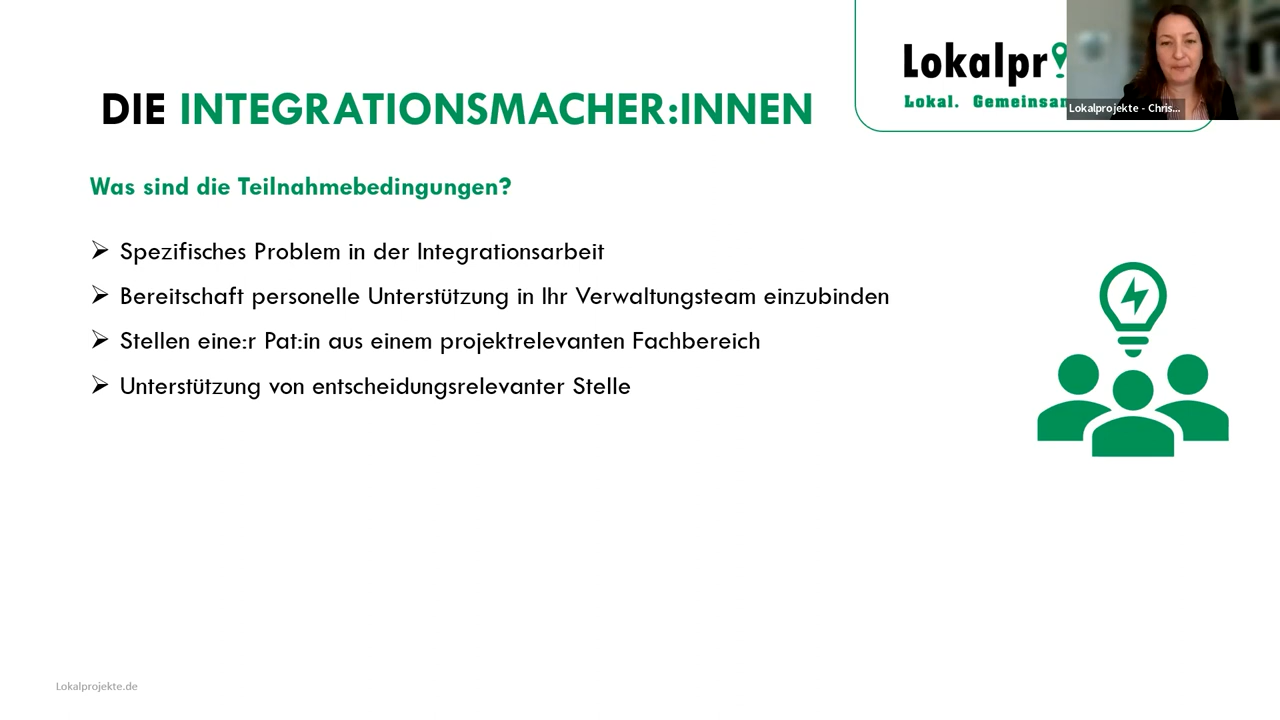 Lokalpr
Lokal. Gemeinsam
Lokalprojekte - Chris...
DIE INTEGRATIONSMACHER:INNEN
Was sind die Teilnahmebedingungen?
Spezifisches Problem in der Integrationsarbeit
Bereitschaft personelle Unterstützung in Ihr Verwaltungsteam einzubinden
Stellen eine:r Pat:in aus einem projektrelevanten Fachbereich
Unterstützung von entscheidungsrelevanter Stelle
Lokalprojekte.de